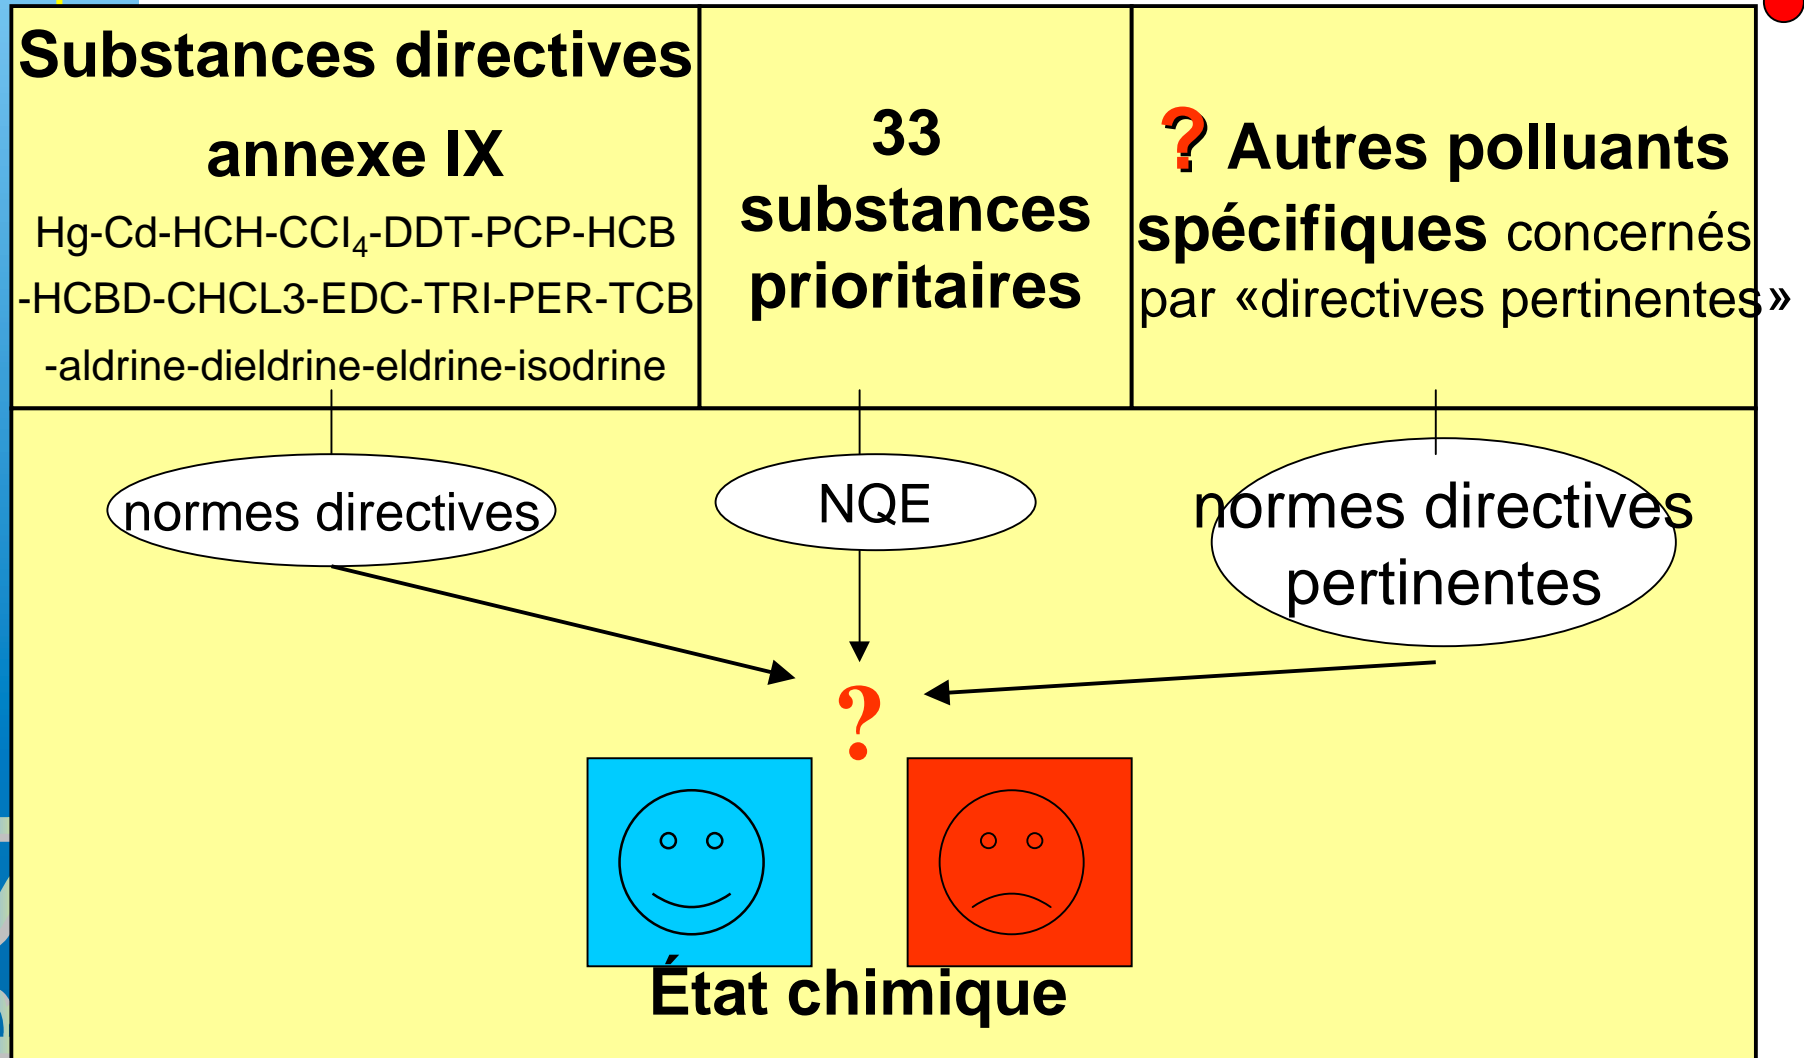 Substances directives
annexe IX
Hg-Cd-HCH-CCl₄-DDT-PCP-HCB
-HCBD-CHCL3-EDC-TRI-PER-TCB
-aldrine-dieldrine-eldrine-isodrine
33
substances
prioritaires
? Autres polluants
spécifiques concernés
par «directives pertinentes»
normes directives
NQE
normes directives
pertinentes
?
État chimique